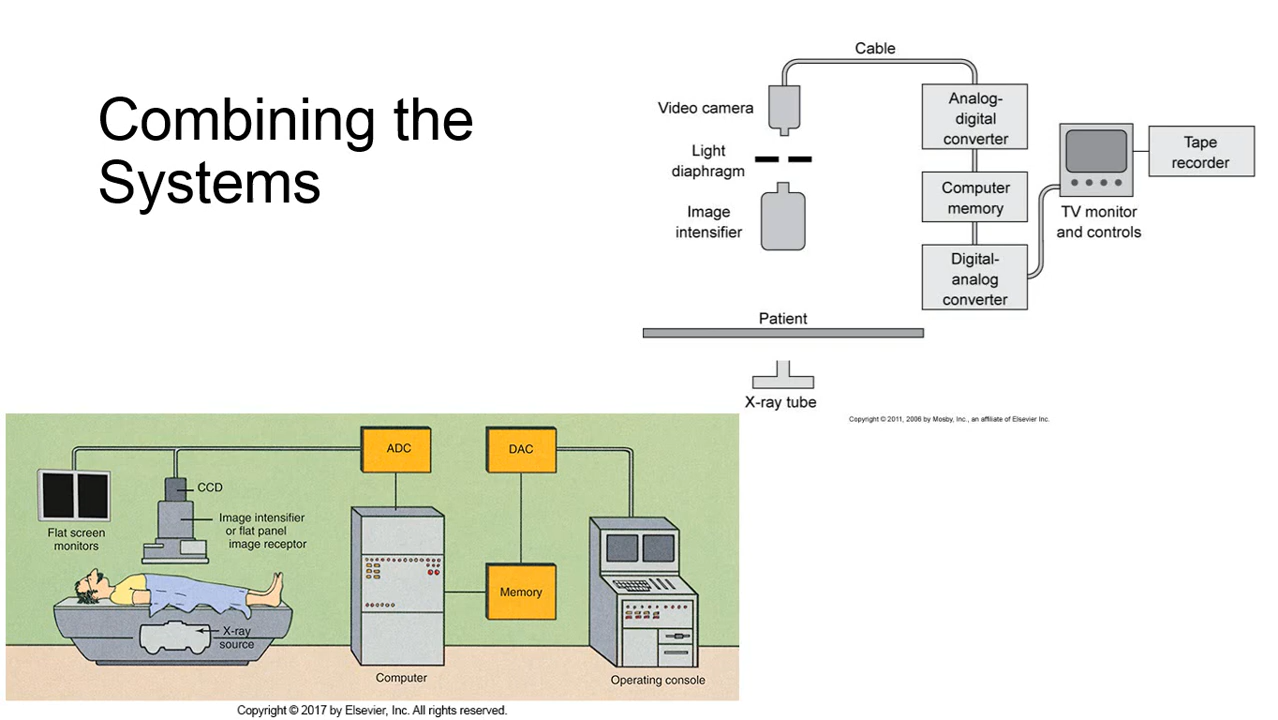 Combining the
Systems
Cable
Video camera
Light
diaphragm
Image
intensifier
Analog-
digital
converter
Computer
memory
Digital-
analog
converter
TV monitor
and controls
Tape
recorder
Patient
X-ray tube
Copyright © 2011, 2006 by Mosby, Inc., an affiliate of Elsevier Inc.
ADC
DAC
CCD
Image intensifier
or flat panel
image receptor
Flat screen
monitors
Memory
X-ray
source
Computer
Operating console
Copyright © 2017 by Elsevier, Inc. All rights reserved.